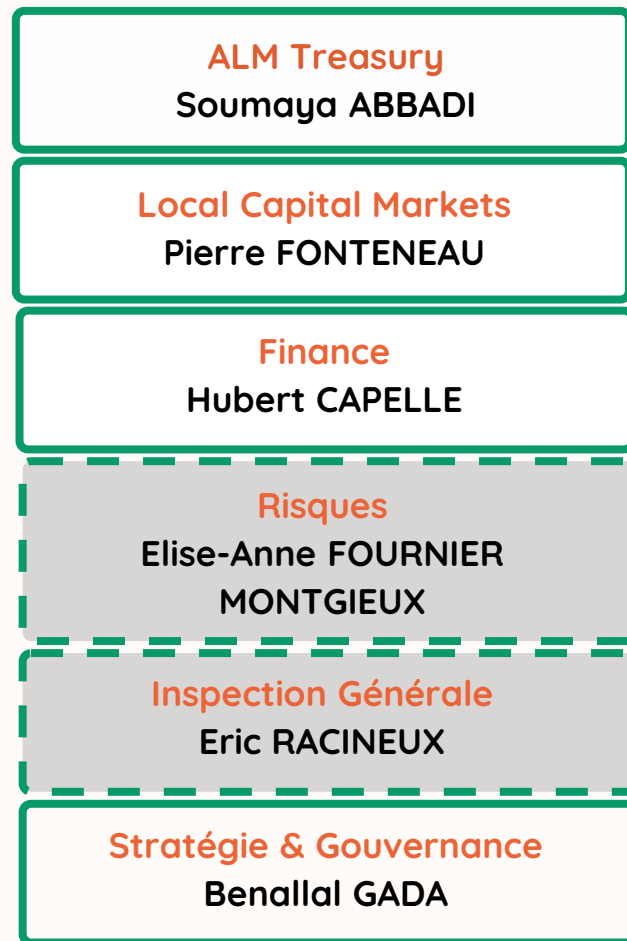 ALM Treasury
Soumaya ABBADI
Local Capital Markets
Pierre FONTENEAU
Finance
Hubert CAPELLE
Risques
Elise-Anne FOURNIER
MONTGIEUX
Inspection Générale
Eric RACINEUX
Stratégie & Gouvernance
Benallal GADA